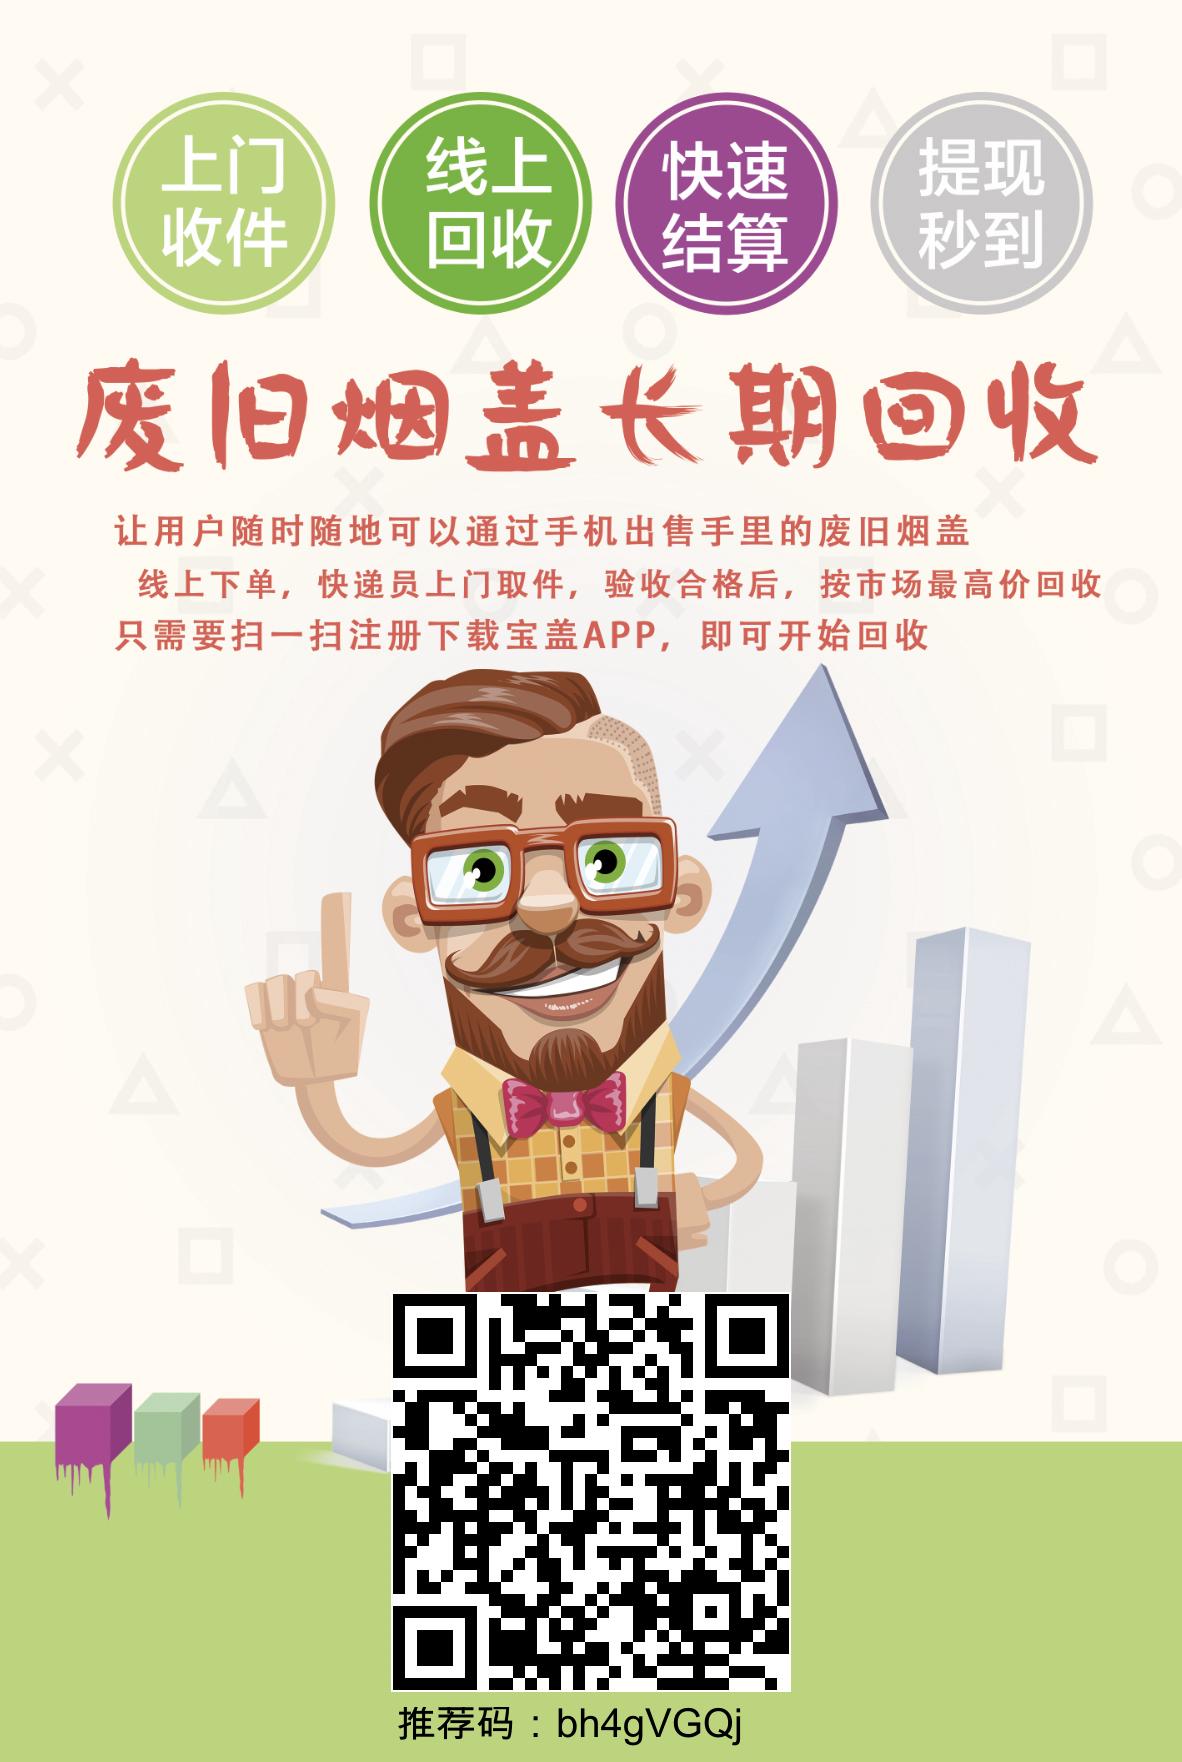 上门
收件
线上
回收
快速
结算
提现
秒到
废旧烟盖长期回收
让用户随时随地可以通过手机出售手里的废旧烟盖
线上下单，快递员上门取件，验收合格后，按市场最高价回收
只需要扫一扫注册下载宝盖APP，即可开始回收
推荐码：bh4gVGQj